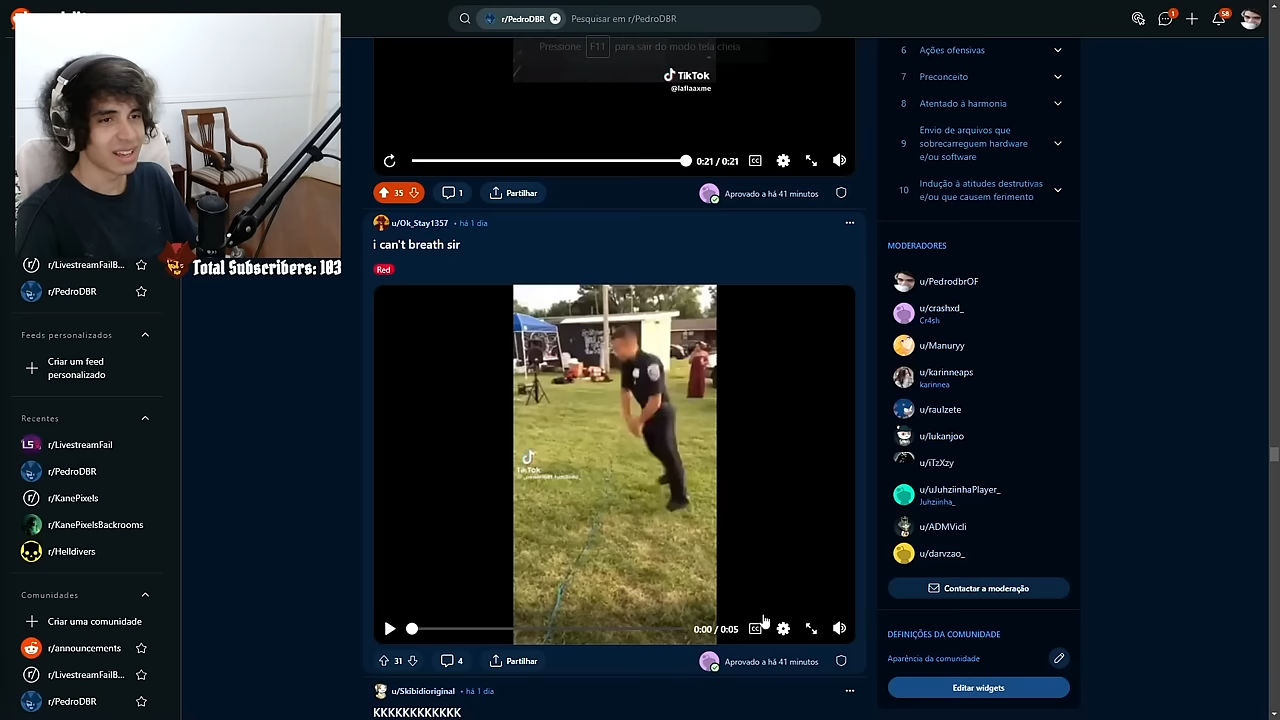 r/PedroDBR
Pesquisar em r/PedroDBR
1
58
Pressione F11 para sair do modo tela cheia
TikTok
@laflaaxme
0:21 / 0:21
35
1
Partilhar
Aprovado a há 41 minutos
u/Ok_Stay1357 • há 1 dia
i can't breath sir
Red
TikTok
0:00 / 0:05
31
4
Partilhar
Aprovado a há 41 minutos
u/Skibidioriginal • há 1 dia
KKKKKKKKKKKK
Total Subscribers: 103
r/LivestreamFailB...
r/PedroDBR
Feeds personalizados
Criar um feed
personalizado
Recentes
r/LivestreamFail
r/PedroDBR
r/KanePixels
r/KanePixelsBackrooms
r/Helldivers
Comunidades
Criar uma comunidade
r/announcements
r/LivestreamFailB...
r/PedroDBR
6 Ações ofensivas
7 Preconceito
8 Atentado à harmonia
9 Envio de arquivos que
sobrecarreguem hardware
e/ou software
10 Indução à atitudes destrutivas
e/ou que causem ferimento
MODERADORES
u/PedrodbrOF
u/crashxd_
Cr4sh
u/Manuryy
u/karinneaps
karinnea
u/raulzete
u/lukanjoo
u/iTzXzy
u/uJuhziinhaPlayer_
Juhziinha_
u/ADMVicli
u/darvzao_
Contactar a moderação
DEFINIÇÕES DA COMUNIDADE
Aparência da comunidade
Editar widgets